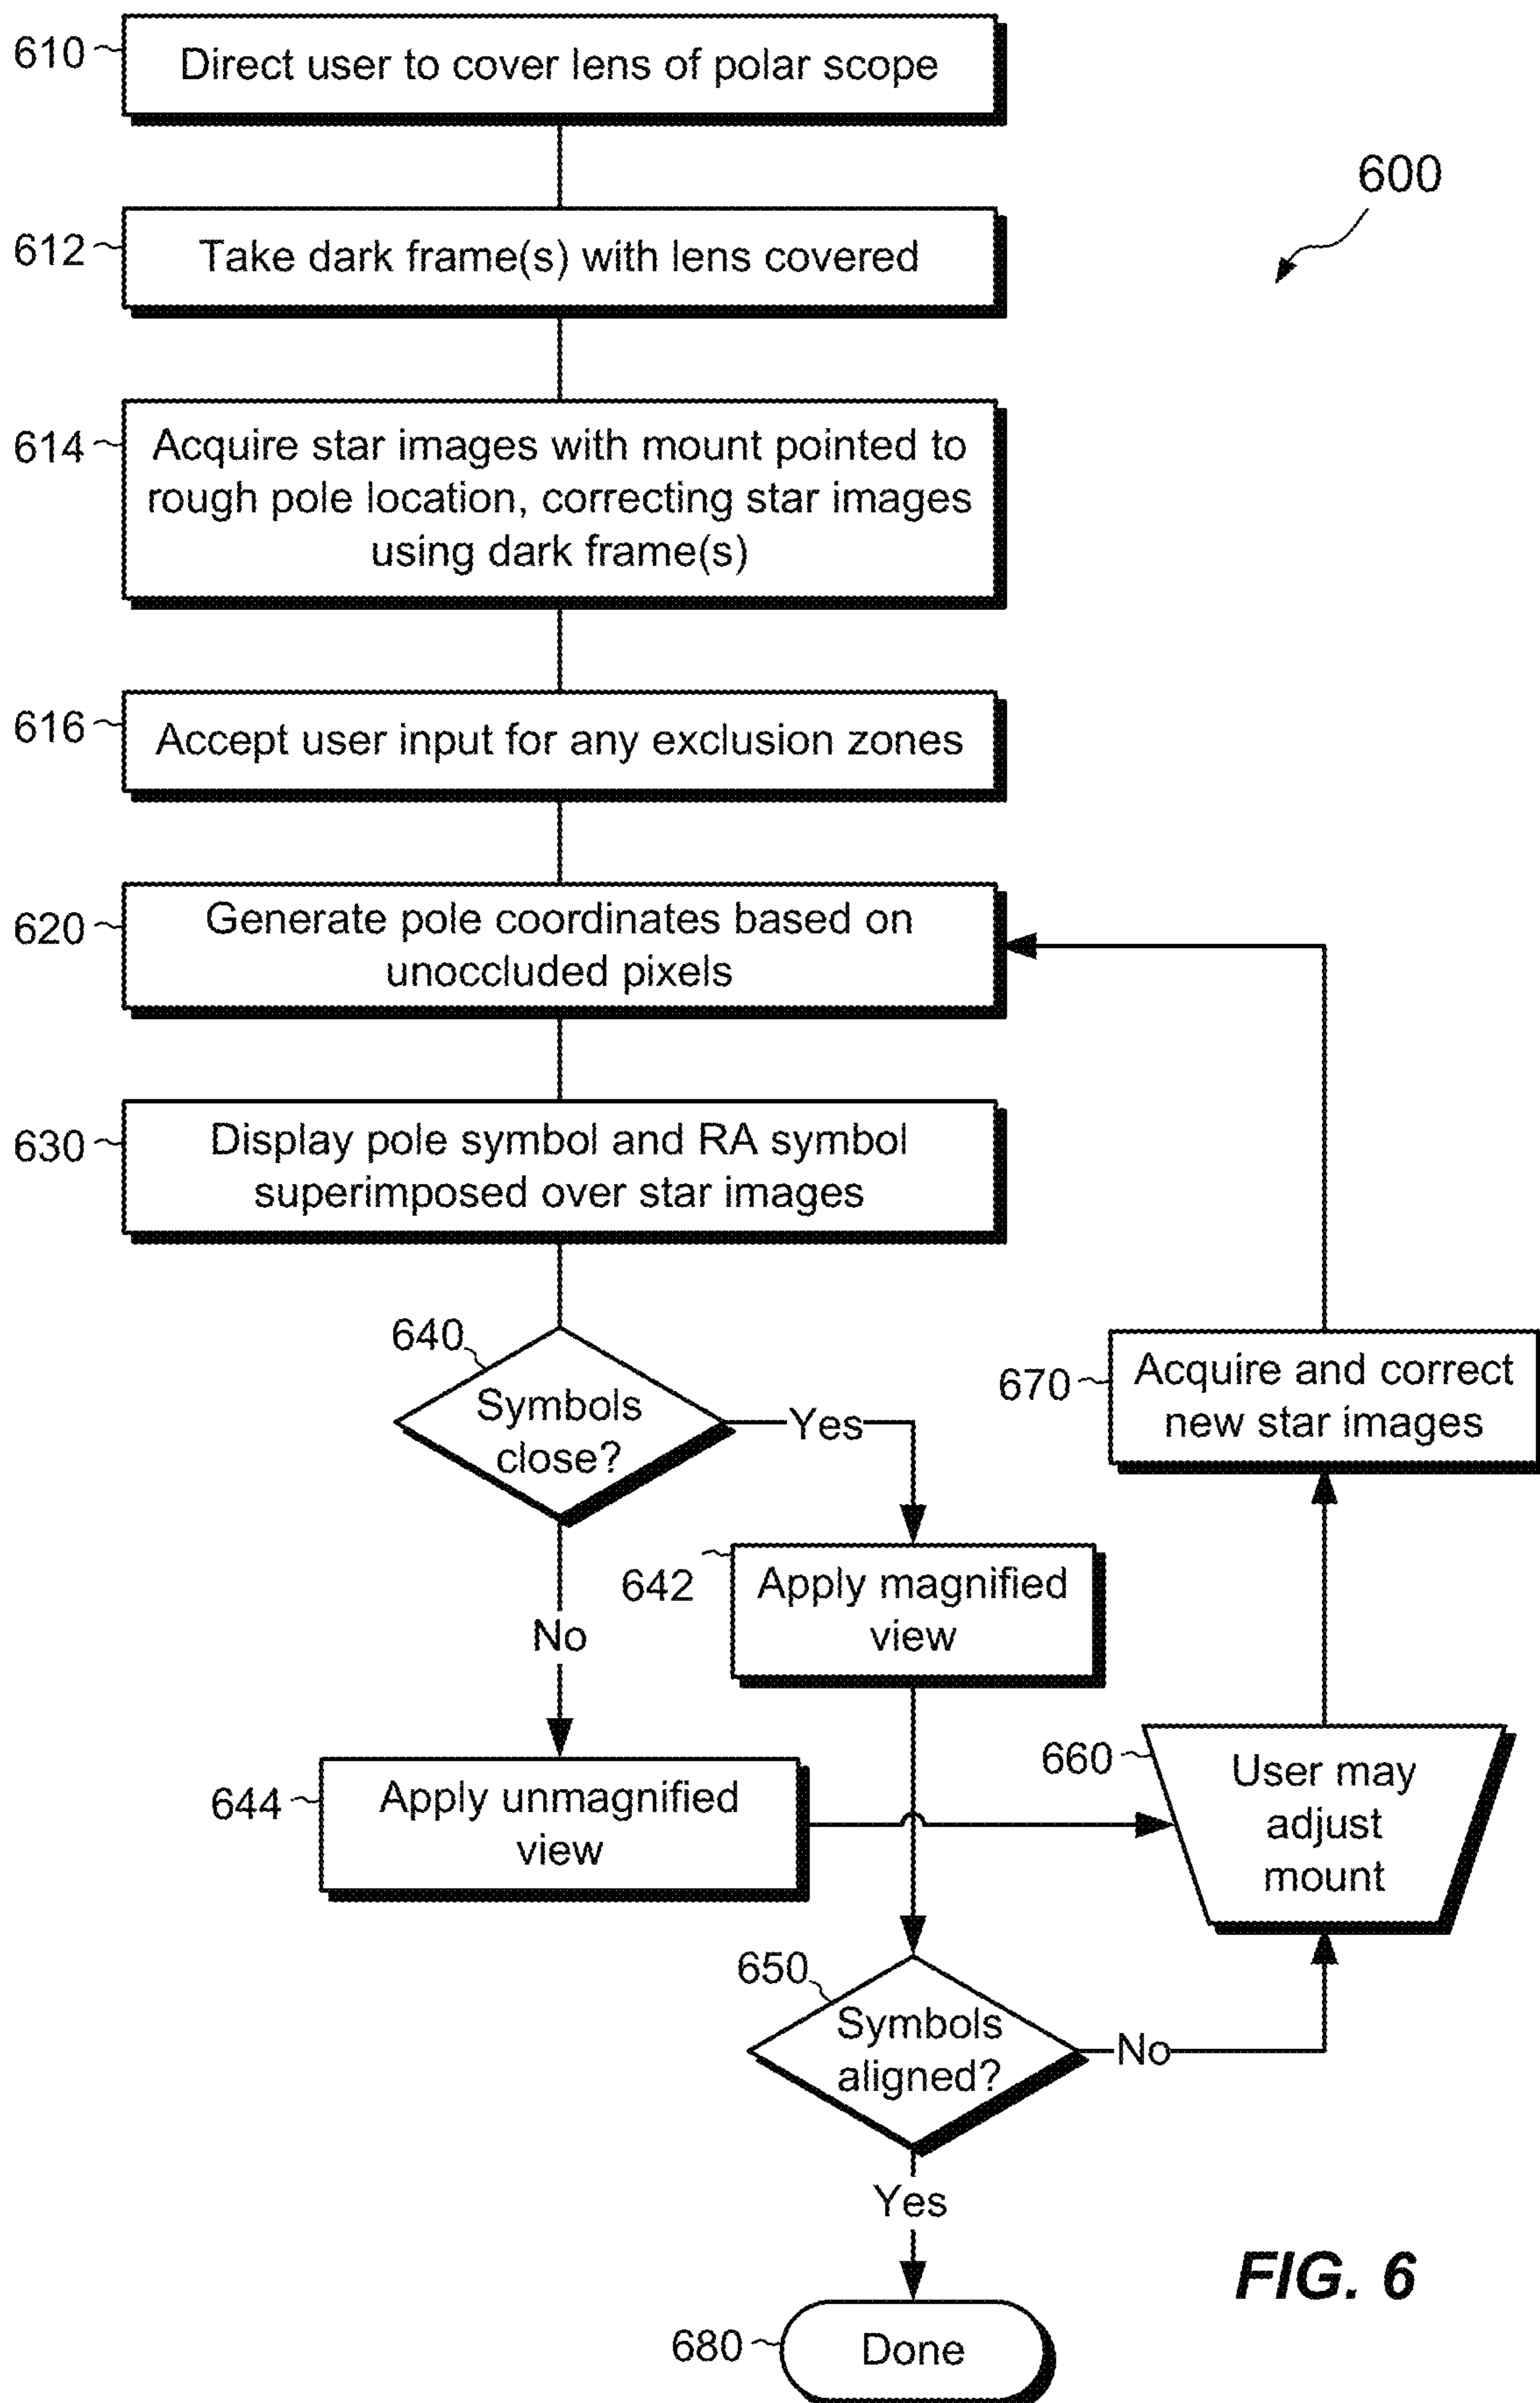 610
Direct user to cover lens of polar scope
600
612
Take dark frame(s) with lens covered
614
Acquire star images with mount pointed to
rough pole location, correcting star images
using dark frame(s)
616
Accept user input for any exclusion zones
620
Generate pole coordinates based on
unoccluded pixels
630
Display pole symbol and RA symbol
superimposed over star images
640
Symbols
close?
Yes
No
670
Acquire and correct
new star images
642
Apply magnified
view
644
Apply unmagnified
view
660
User may
adjust
mount
650
Symbols
aligned?
No
Yes
680
Done
FIG. 6